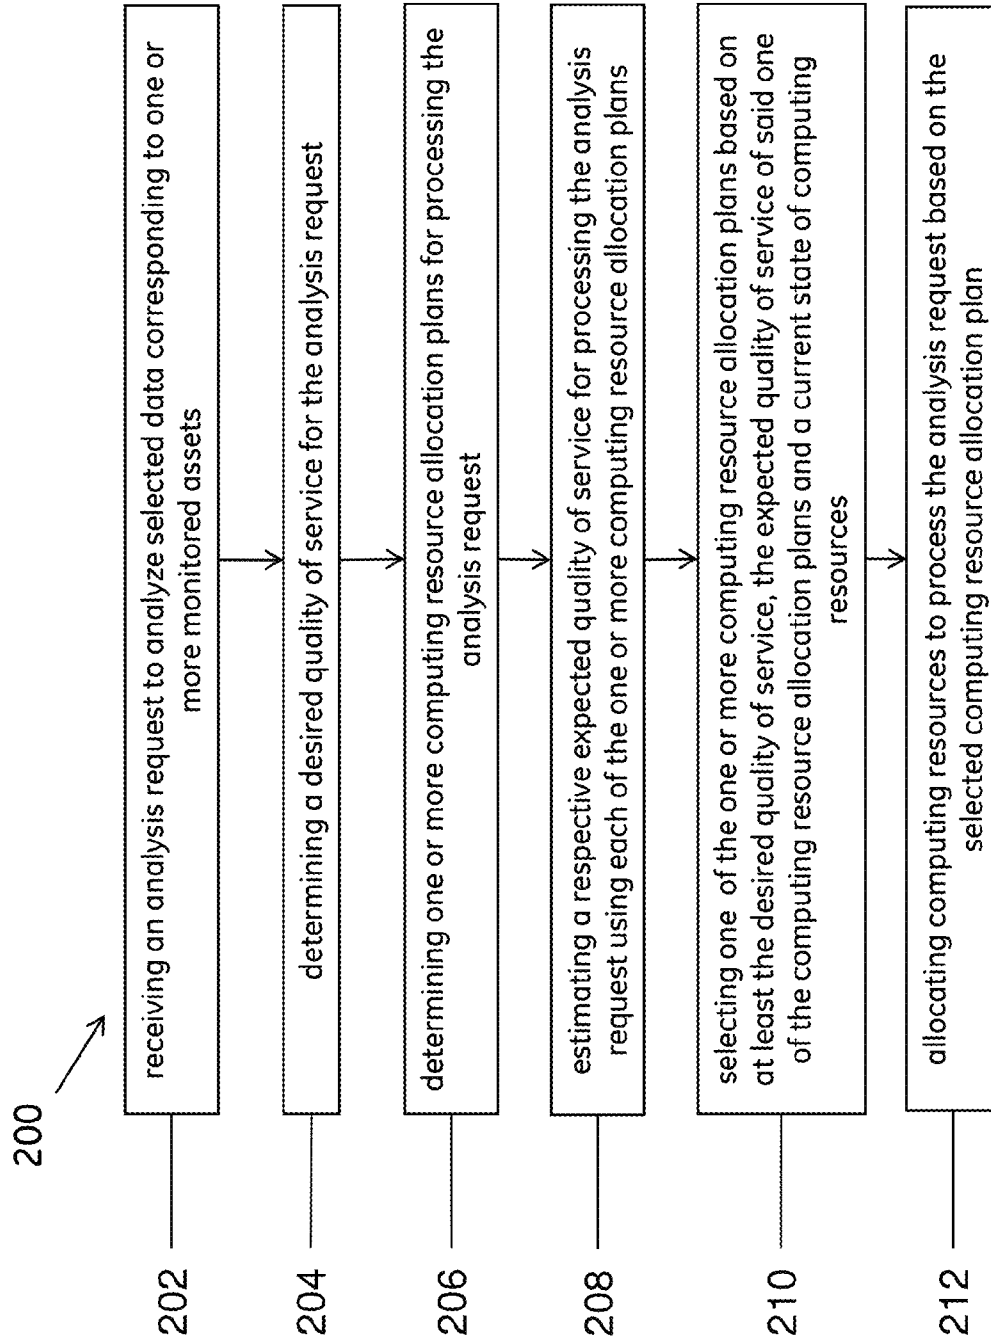 200
202
receiving an analysis request to analyze selected data corresponding to one or
more monitored assets
204
determining a desired quality of service for the analysis request
206
determining one or more computing resource allocation plans for processing the
analysis request
208
estimating a respective expected quality of service for processing the analysis
request using each of the one or more computing resource allocation plans
210
selecting one of the one or more computing resource allocation plans based on
at least the desired quality of service, the expected quality of service of said one
of the computing resource allocation plans and a current state of computing
resources
212
allocating computing resources to process the analysis request based on the
selected computing resource allocation plan